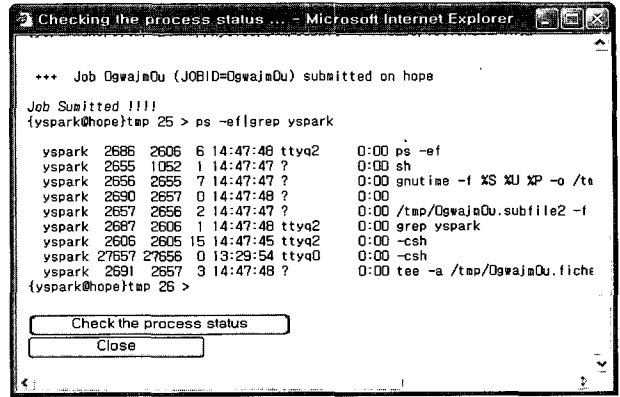 Checking the process status ... - Microsoft Internet Explorer
+++ Job OgwajmOu (JOBID=OgwajmOu) submitted on hope
Job Sumitted !!!!
{yspark@hope}tmp 25 > ps -ef|grep yspark
yspark 2686 2606 6 14:47:48 ttyq2 0:00 ps -ef
yspark 2655 1052 1 14:47:47 ? 0:00 sh
yspark 2656 2655 7 14:47:47 ? 0:00 gnutime -f %S %U %P -o /te
yspark 2690 2657 0 14:47:48 ? 0:00
yspark 2657 2656 2 14:47:47 ? 0:00 /tmp/OgwajmOu.subfile2 -f
yspark 2687 2606 1 14:47:48 ttyq2 0:00 grep yspark
yspark 2606 2605 15 14:47:45 ttyq2 0:00 -csh
yspark 27657 27656 0 13:29:54 ttyq0 0:00 -csh
yspark 2691 2657 3 14:47:48 ? 0:00 tee -a /tmp/OgwajmOu.fiche
{yspark@hope}tmp 26 >
Check the process status
Close